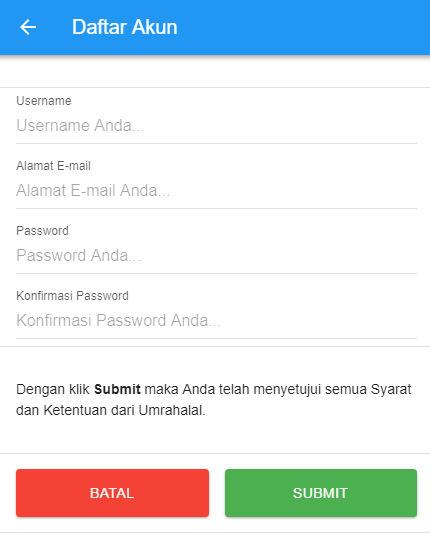 Daftar Akun
Username
Username Anda...
Alamat E-mail
Alamat E-mail Anda...
Password
Password Anda...
Konfirmasi Password
Konfirmasi Password Anda...
Dengan klik Submit maka Anda telah menyetujui semua Syarat
dan Ketentuan dari Umrahalal.
BATAL
SUBMIT